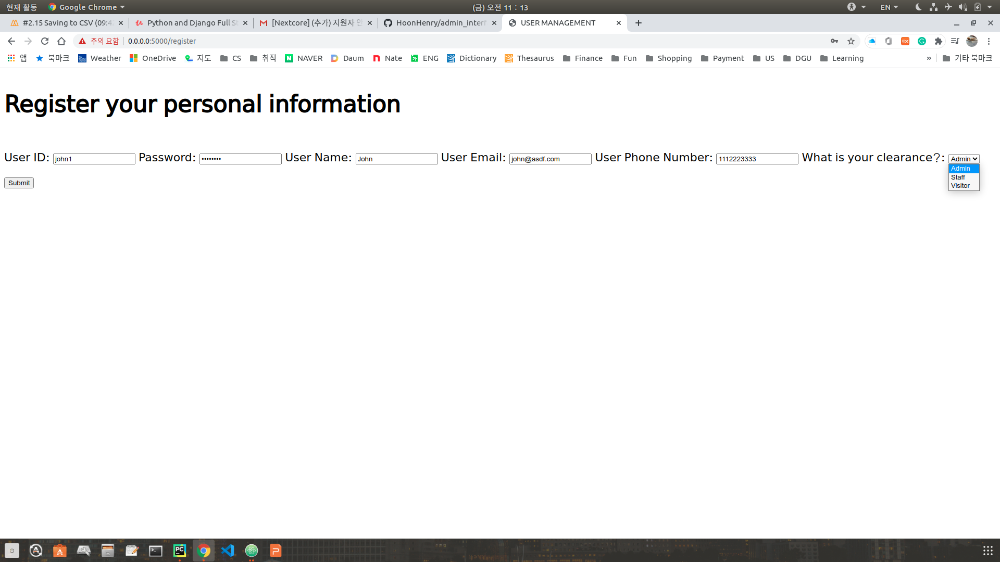 현재 활동 Google Chrome (금) 오전 11 : 13 EN
#2.15 Saving to CSV (09:4 Python and Django Full S [Nextcore] (추가) 지원자 인 HoonHenry/admin_interf USER MANAGEMENT
주의 요함 0.0.0.0:5000/register
앱 북마크 Weather OneDrive 지도 CS 취직 NAVER Daum Nate ENG Dictionary Thesaurus Finance Fun Shopping Payment US DGU Learning » 기타 북마크
Register your personal information
User ID: john1 Password: •••••••• User Name: John User Email: john@asdf.com User Phone Number: 1112223333 What is your clearance?: Admin
Admin
Staff
Visitor
Submit